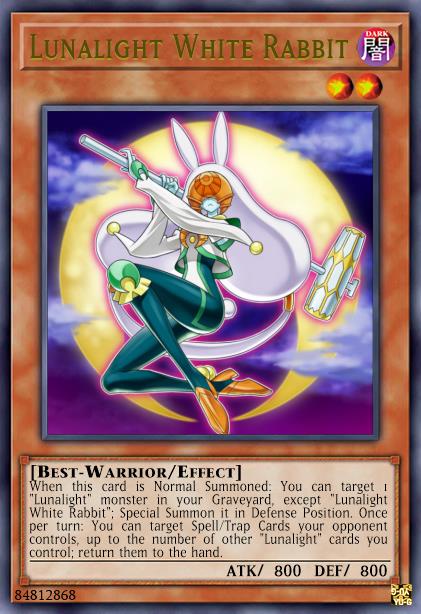 Lunalight White Rabbit
DARK
闇
[Best-Warrior/Effect]
When this card is Normal Summoned: You can target 1
"Lunalight" monster in your Graveyard, except "Lunalight
White Rabbit"; Special Summon it in Defense Position. Once
per turn: You can target Spell/Trap Cards your opponent
controls, up to the number of other "Lunalight" cards you
control; return them to the hand.
ATK/ 800 DEF/ 800
84812868